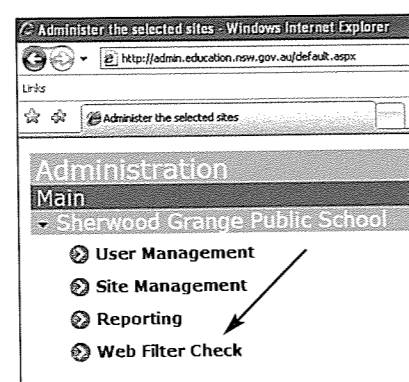 Administer the selected sites - Windows Internet Explorer
http://admin.education.nsw.gov.au/default.aspx
Links
Administer the selected sites
Administration
Main
Sherwood Grange Public School
User Management
Site Management
Reporting
Web Filter Check